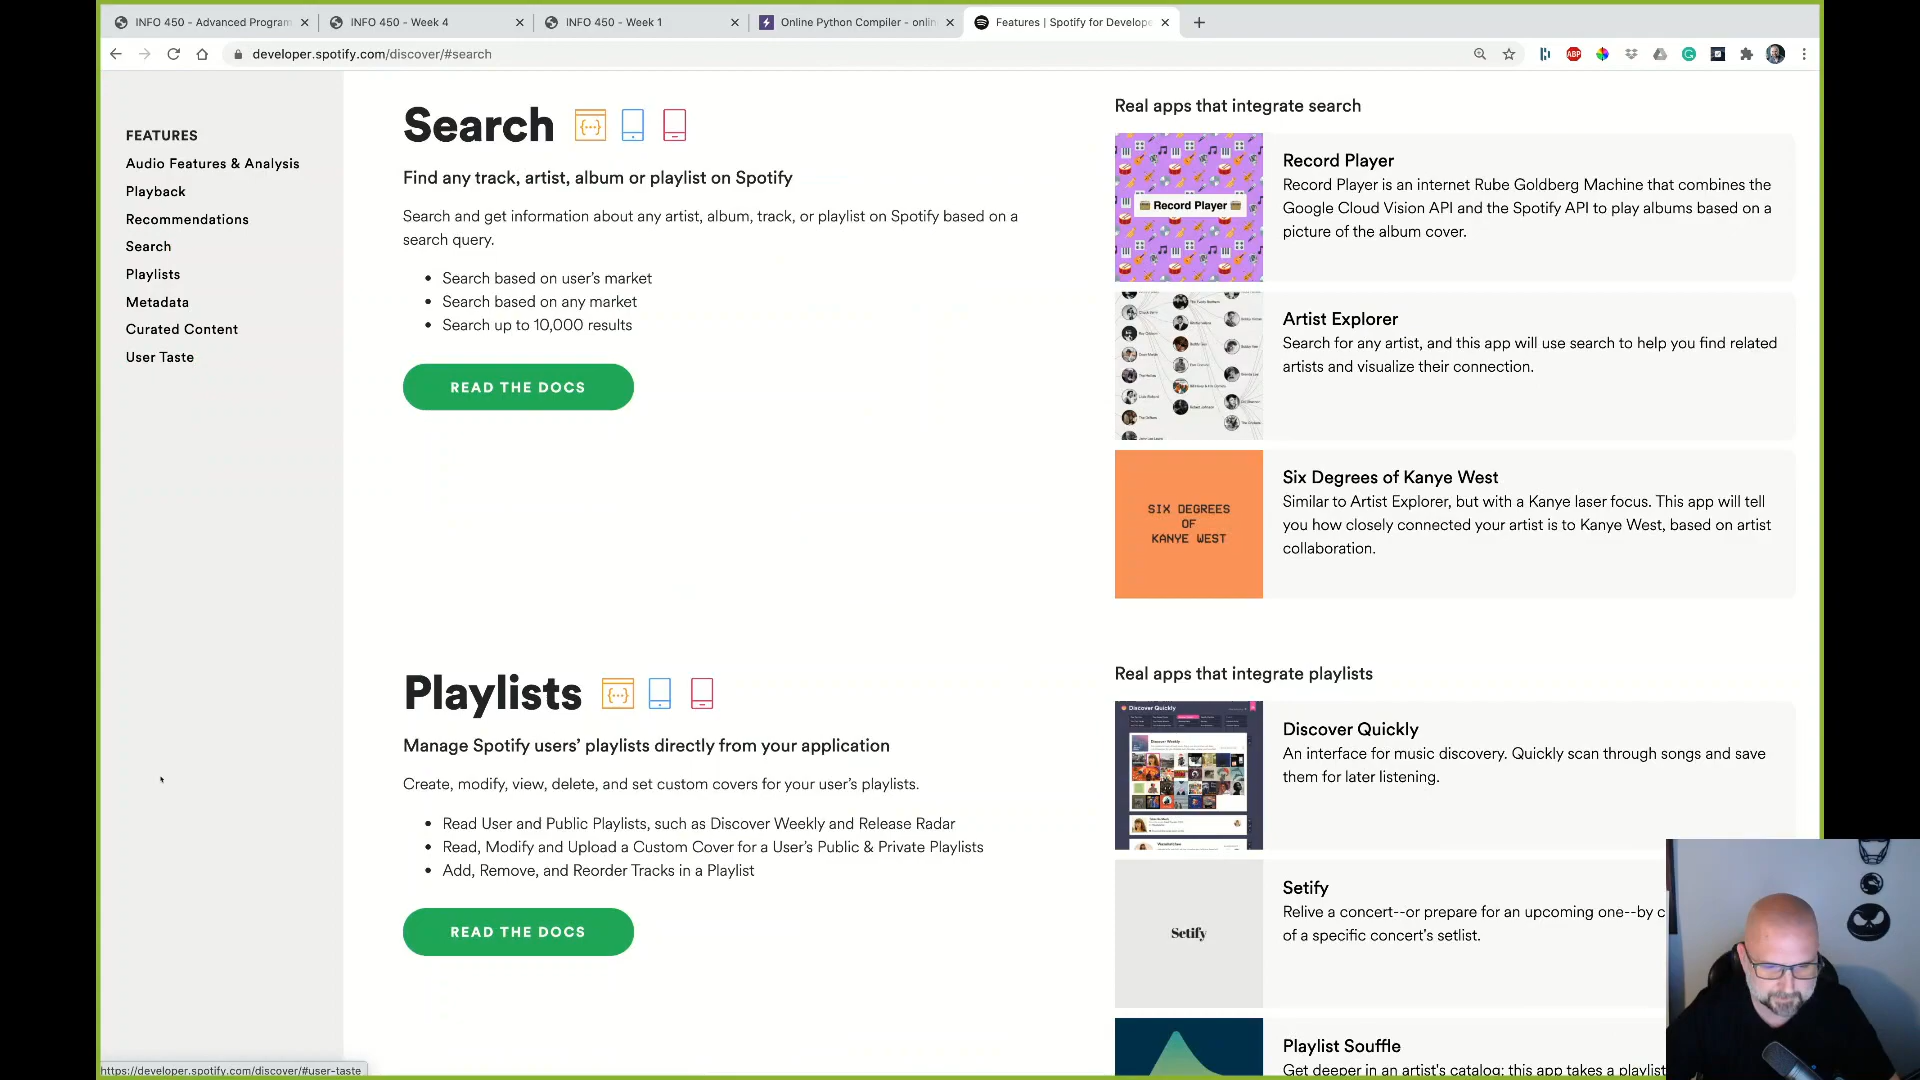 INFO 450 - Advanced Program
INFO 450 - Week 4
INFO 450 - Week 1
Online Python Compiler - onlin
Features | Spotify for Develope
developer.spotify.com/discover/#search
ABP
FEATURES
Audio Features & Analysis
Playback
Recommendations
Search
Playlists
Metadata
Curated Content
User Taste
Search
Find any track, artist, album or playlist on Spotify
Search and get information about any artist, album, track, or playlist on Spotify based on a
search query.
• Search based on user's market
• Search based on any market
• Search up to 10,000 results
READ THE DOCS
Real apps that integrate search
Record Player
Record Player
Record Player is an internet Rube Goldberg Machine that combines the
Google Cloud Vision API and the Spotify API to play albums based on a
picture of the album cover.
Artist Explorer
Search for any artist, and this app will use search to help you find related
artists and visualize their connection.
SIX DEGREES
OF
KANYE WEST
Six Degrees of Kanye West
Similar to Artist Explorer, but with a Kanye laser focus. This app will tell
you how closely connected your artist is to Kanye West, based on artist
collaboration.
Playlists
Manage Spotify users' playlists directly from your application
Create, modify, view, delete, and set custom covers for your user's playlists.
• Read User and Public Playlists, such as Discover Weekly and Release Radar
• Read, Modify and Upload a Custom Cover for a User's Public & Private Playlists
• Add, Remove, and Reorder Tracks in a Playlist
READ THE DOCS
Real apps that integrate playlists
Discover Quickly
Discover Quickly
An interface for music discovery. Quickly scan through songs and save
them for later listening.
Setify
Setify
Relive a concert--or prepare for an upcoming one--by c
of a specific concert's setlist.
Playlist Souffle
Get deeper in an artist's catalog: this app takes a playlist
https://developer.spotify.com/discover/#user-taste